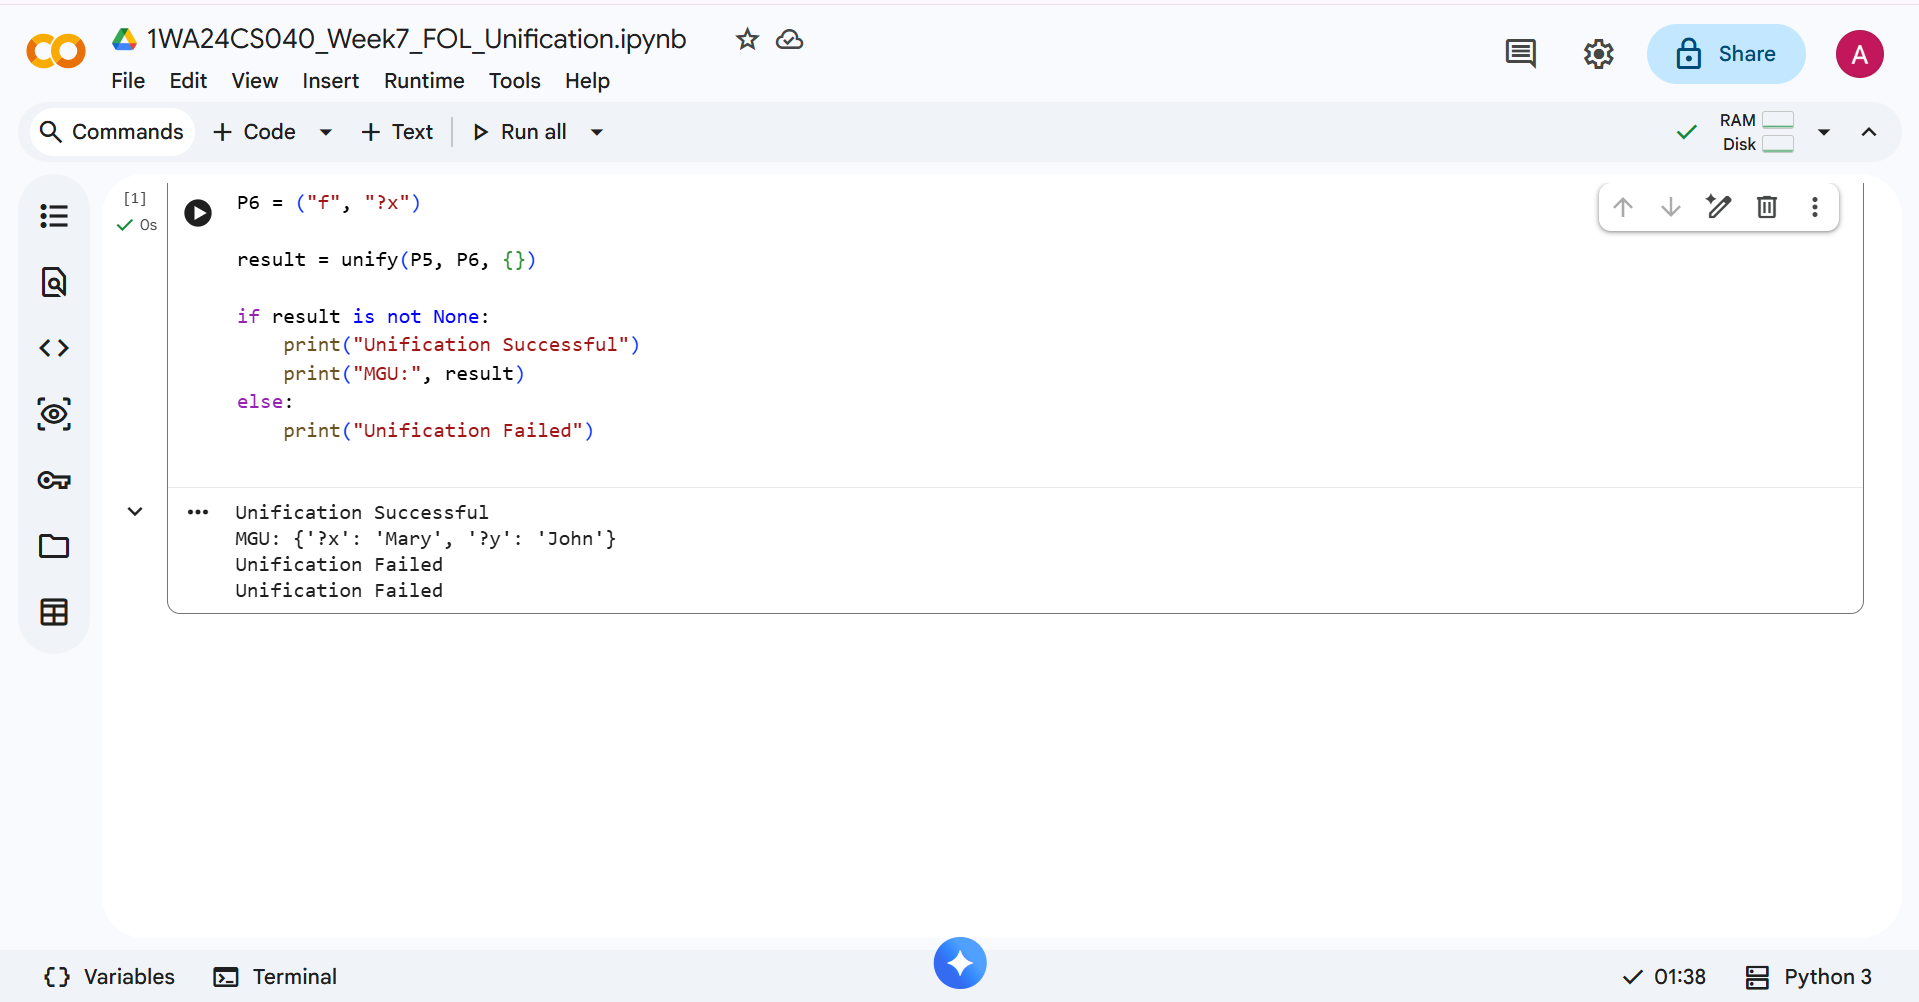 1WA24CS040_Week7_FOL_Unification.ipynb
File Edit View Insert Runtime Tools Help
Share
A
Commands + Code + Text Run all
RAM
Disk
[1]
0s
P6 = ("f", "?x")
result = unify(P5, P6, {})
if result is not None:
    print("Unification Successful")
    print("MGU:", result)
else:
    print("Unification Failed")
Unification Successful
MGU: {'?x': 'Mary', '?y': 'John'}
Unification Failed
Unification Failed
Variables Terminal
01:38 Python 3